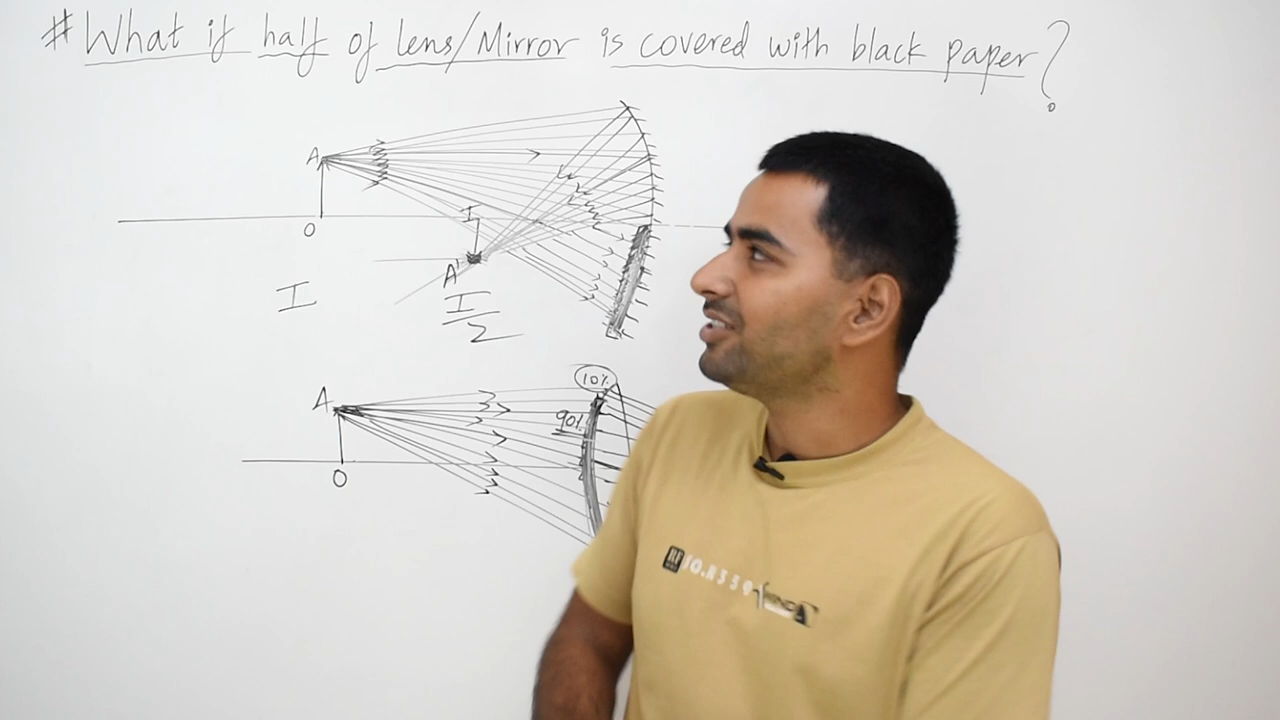 # What if half of lens/Mirror is covered with black paper?
A
O
I
A'
I
I/2
10%
A
90%
O